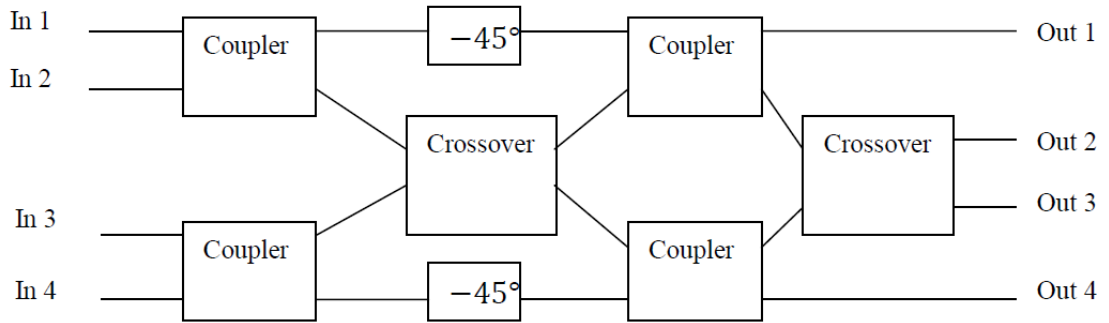 In 1
Coupler
−45°
Coupler
Out 1
In 2
Crossover
Crossover
Out 2
Out 3
In 3
Coupler
Coupler
In 4
−45°
Out 4